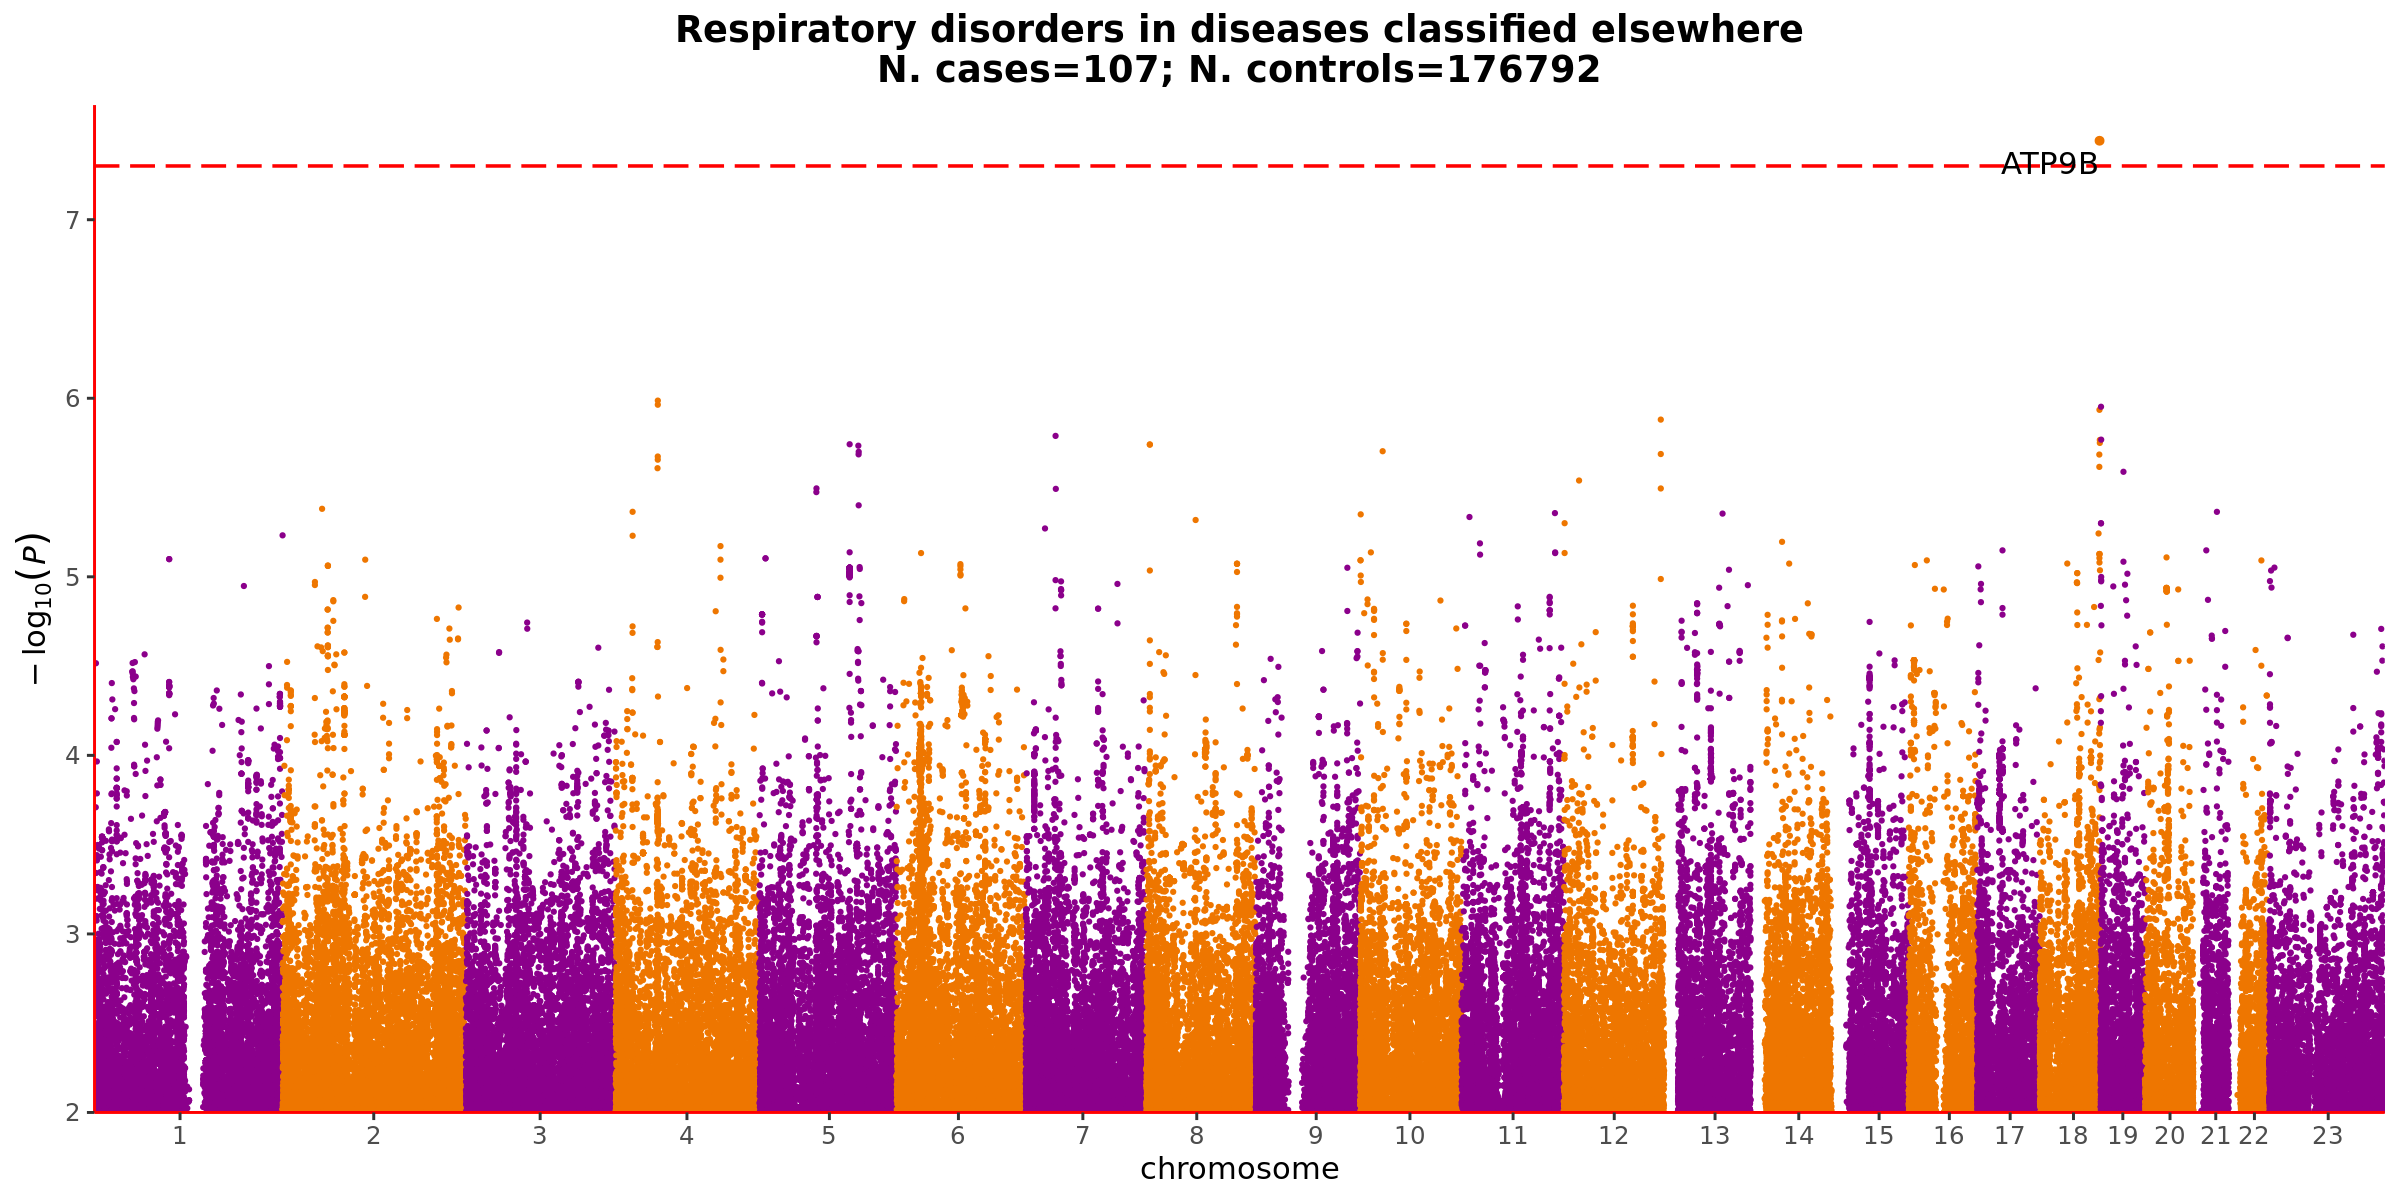 Respiratory disorders in diseases classified elsewhere
N. cases=107; N. controls=176792
ATP9B
7
6
5
4
3
2
−log10(P)
1 2 3 4 5 6 7 8 9 10 11 12 13 14 15 16 17 18 19 20 21 22 23
chromosome